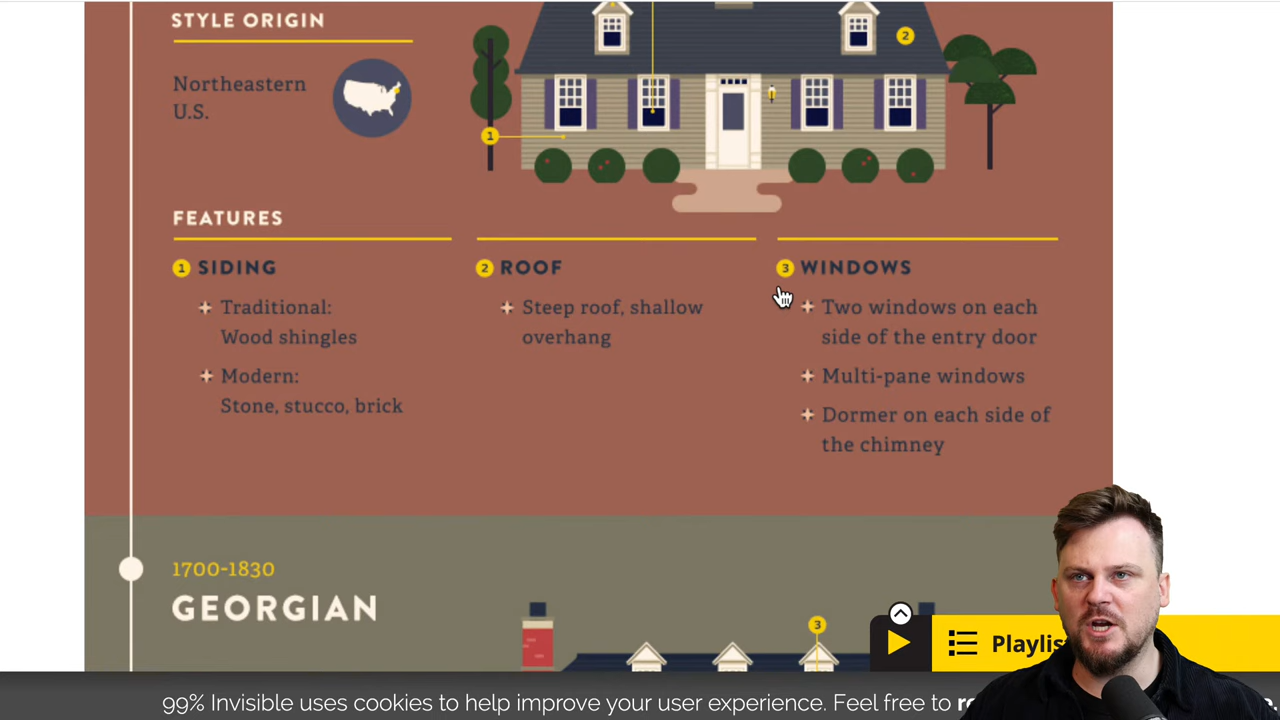 STYLE ORIGIN
Northeastern
U.S.
2
1
FEATURES
1 SIDING
+ Traditional:
Wood shingles
+ Modern:
Stone, stucco, brick
2 ROOF
+ Steep roof, shallow
overhang
3 WINDOWS
+ Two windows on each
side of the entry door
+ Multi-pane windows
+ Dormer on each side of
the chimney
1700-1830
GEORGIAN
3
Playlis
99% Invisible uses cookies to help improve your user experience. Feel free to